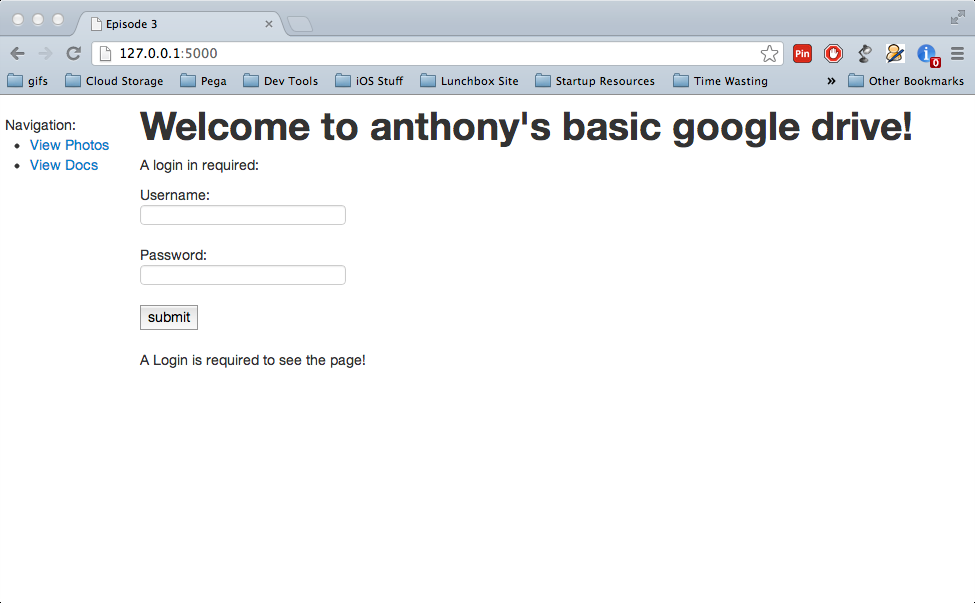 Episode 3
127.0.0.1:5000
Pin
0
gifs Cloud Storage Pega Dev Tools iOS Stuff Lunchbox Site Startup Resources Time Wasting » Other Bookmarks
Navigation:
View Photos
View Docs
Welcome to anthony's basic google drive!
A login in required:
Username:
Password:
submit
A Login is required to see the page!